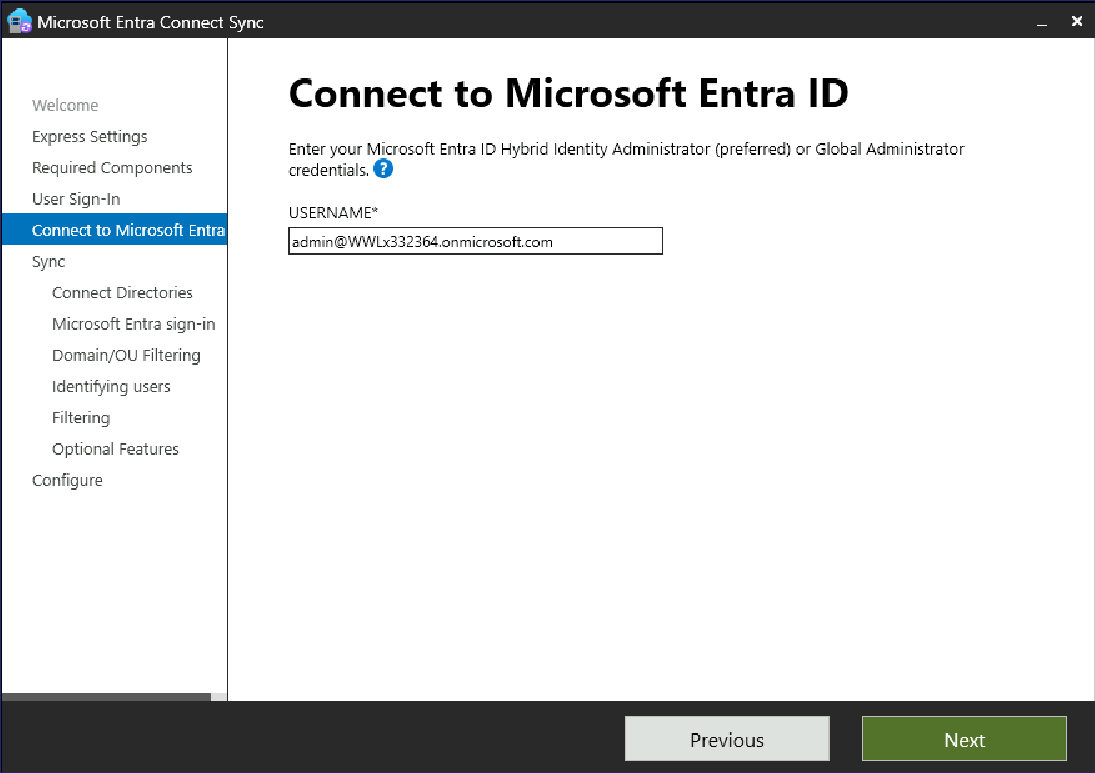 Microsoft Entra Connect Sync
Welcome
Express Settings
Required Components
User Sign-In
Connect to Microsoft Entra
Sync
Connect Directories
Microsoft Entra sign-in
Domain/OU Filtering
Identifying users
Filtering
Optional Features
Configure
Connect to Microsoft Entra ID
Enter your Microsoft Entra ID Hybrid Identity Administrator (preferred) or Global Administrator
credentials. ?
USERNAME*
admin@WWLx332364.onmicrosoft.com
Previous
Next